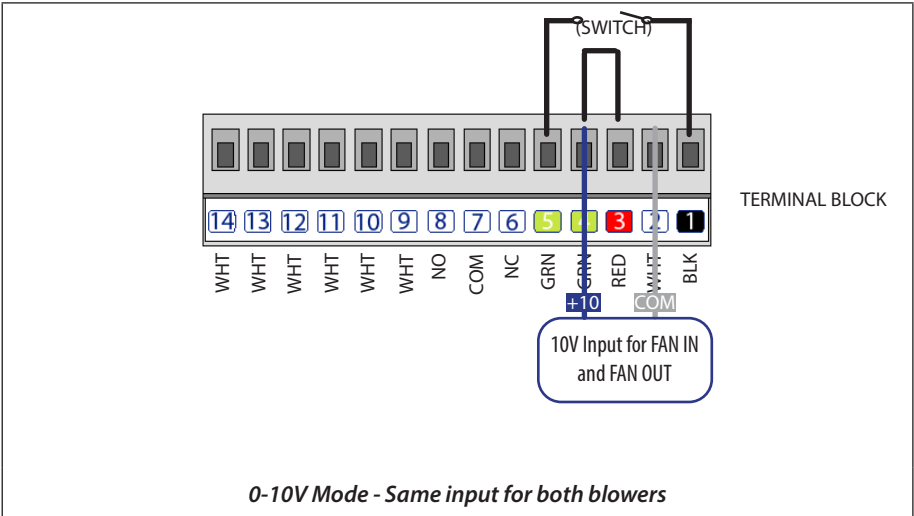 (SWITCH)
TERMINAL BLOCK
14 13 12 11 10 9 8 7 6 5 4 3 2 1
WHT WHT WHT WHT WHT WHT NO COM NC GRN GRN RED WHT BLK
+10 COM
10V Input for FAN IN
and FAN OUT
0-10V Mode - Same input for both blowers